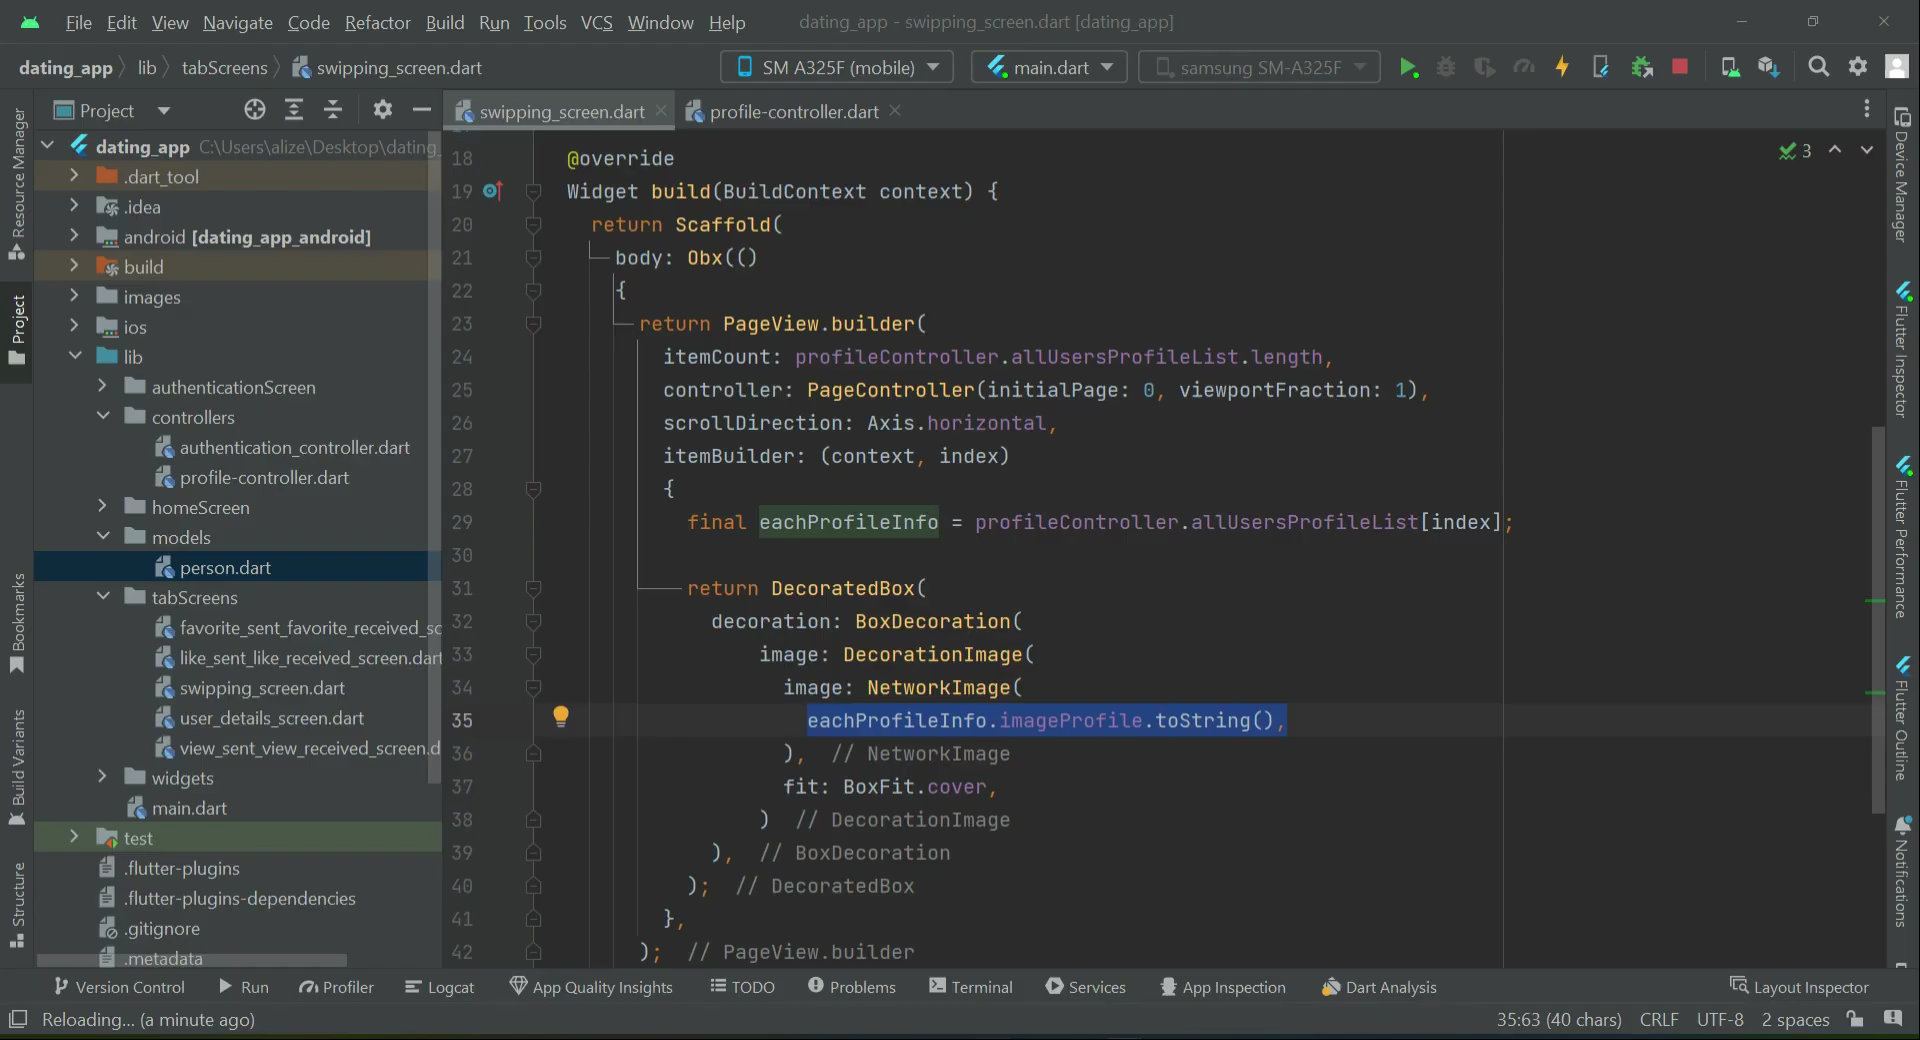 File Edit View Navigate Code Refactor Build Run Tools VCS Window Help dating_app - swipping_screen.dart [dating_app]
dating_app lib tabScreens swipping_screen.dart SM A325F (mobile) main.dart samsung SM-A325F
Project
swipping_screen.dart profile-controller.dart
dating_app C:\Users\alize\Desktop\dating_
.dart_tool
.idea
android [dating_app_android]
build
images
ios
lib
authenticationScreen
controllers
authentication_controller.dart
profile-controller.dart
homeScreen
models
person.dart
tabScreens
favorite_sent_favorite_received_sc
like_sent_like_received_screen.dart
swipping_screen.dart
user_details_screen.dart
view_sent_view_received_screen.d
widgets
main.dart
test
.flutter-plugins
.flutter-plugins-dependencies
.gitignore
.metadata
Resource Manager
Project
Bookmarks
Build Variants
Structure
3
18 @override
19 Widget build(BuildContext context) {
20 return Scaffold(
21 body: Obx(()
22 {
23 return PageView.builder(
24 itemCount: profileController.allUsersProfileList.length,
25 controller: PageController(initialPage: 0, viewportFraction: 1),
26 scrollDirection: Axis.horizontal,
27 itemBuilder: (context, index)
28 {
29 final eachProfileInfo = profileController.allUsersProfileList[index];
30
31 return DecoratedBox(
32 decoration: BoxDecoration(
33 image: DecorationImage(
34 image: NetworkImage(
35 eachProfileInfo.imageProfile.toString(),
36 ), // NetworkImage
37 fit: BoxFit.cover,
38 ) // DecorationImage
39 ), // BoxDecoration
40 ); // DecoratedBox
41 },
42 ); // PageView.builder
Device Manager
Flutter Inspector
Flutter Performance
Flutter Outline
Notifications
Version Control Run Profiler Logcat App Quality Insights TODO Problems Terminal Services App Inspection Dart Analysis Layout Inspector
Reloading... (a minute ago) 35:63 (40 chars) CRLF UTF-8 2 spaces